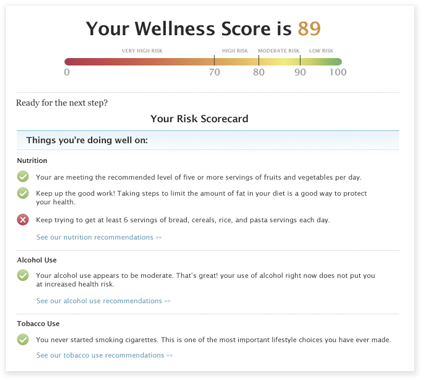 Your Wellness Score is 89
VERY HIGH RISK HIGH RISK MODERATE RISK LOW RISK
0 70 80 90 100
Ready for the next step?
Your Risk Scorecard
Things you're doing well on:
Nutrition
Your are meeting the recommended level of five or more servings of fruits and vegetables per day.
Keep up the good work! Taking steps to limit the amount of fat in your diet is a good way to protect
your health.
Keep trying to get at least 6 servings of bread, cereals, rice, and pasta servings each day.
See our nutrition recommendations >>
Alcohol Use
Your alcohol use appears to be moderate. That's great! your use of alcohol right now does not put you
at increased health risk.
See our alcohol use recommendations >>
Tobacco Use
You never started smoking cigarettes. This is one of the most important lifestyle choices you have ever made.
See our tobacco use recommendations >>